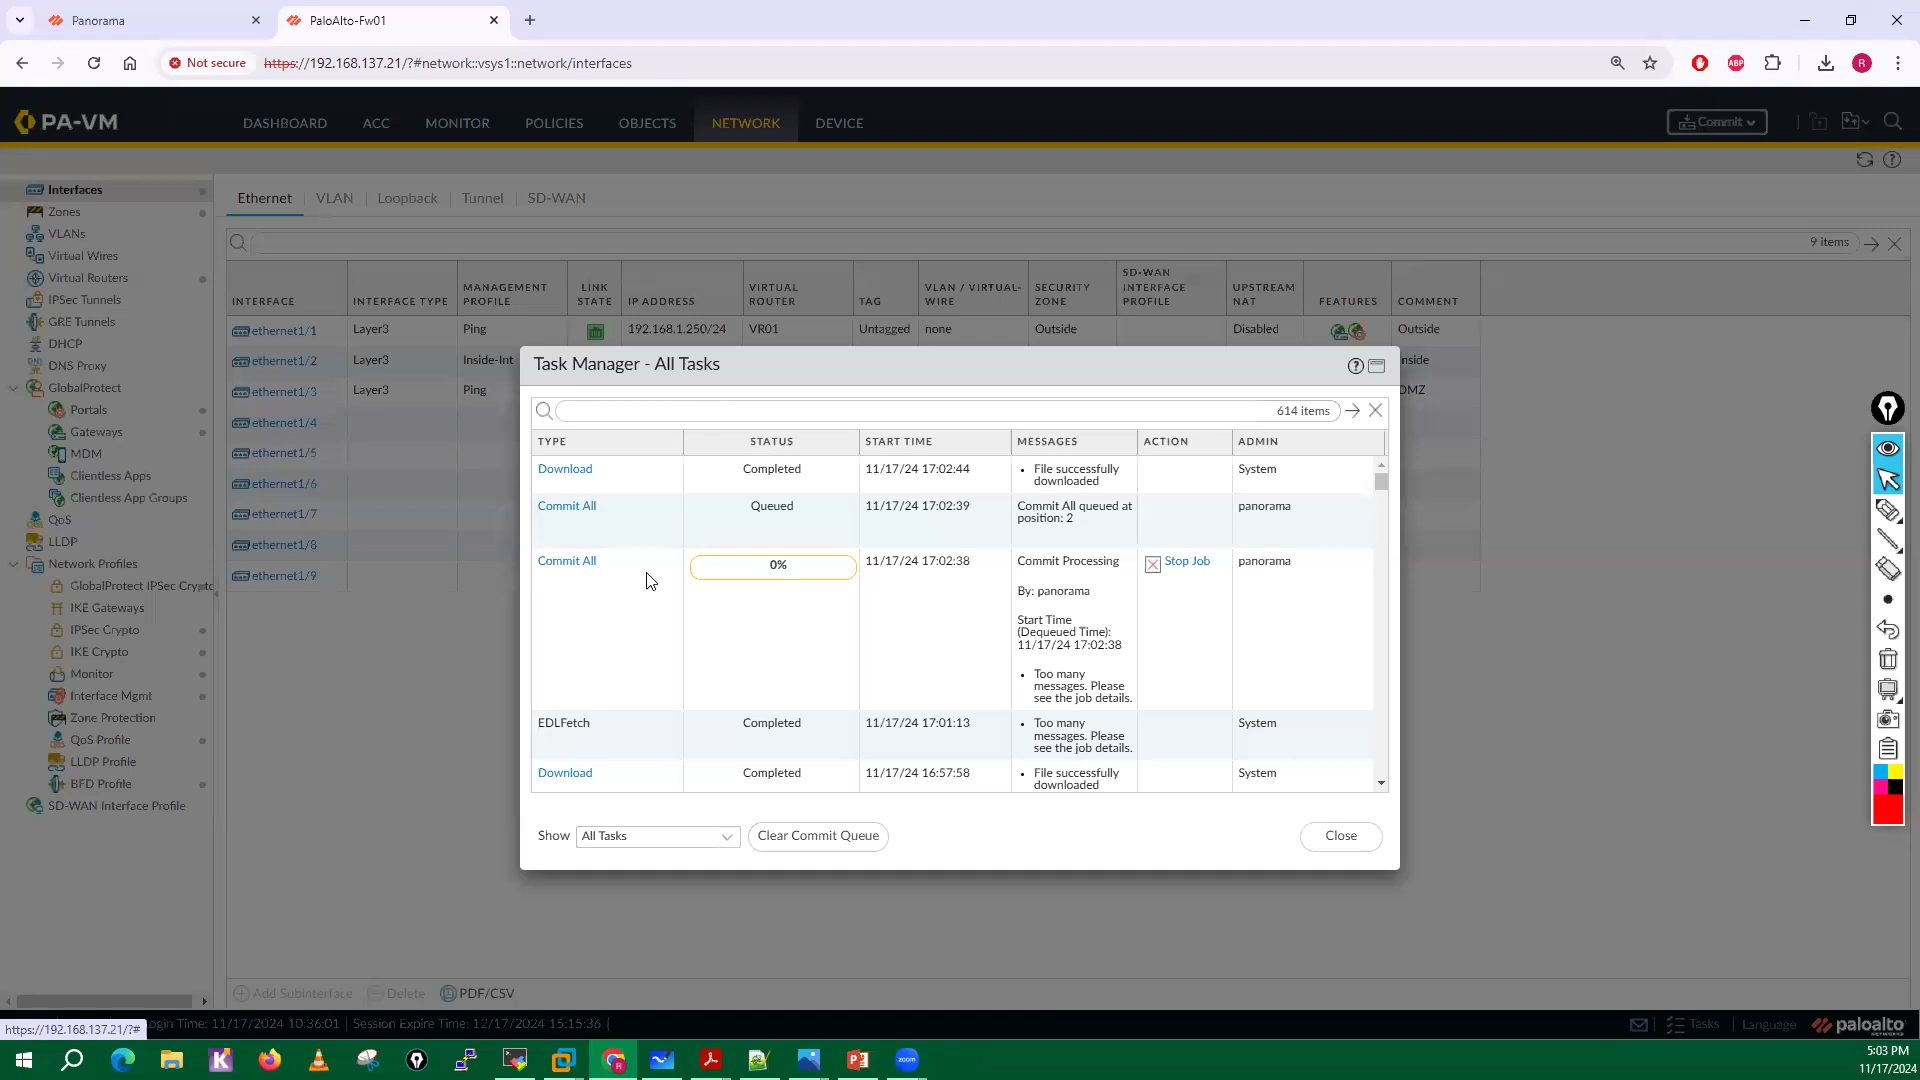 Panorama
PaloAlto-Fw01
Not secure
https://192.168.137.21/?#network::vsys1::network/interfaces
ABP
R
PA-VM
DASHBOARD
ACC
MONITOR
POLICIES
OBJECTS
NETWORK
DEVICE
Commit
Interfaces
Zones
VLANs
Virtual Wires
Virtual Routers
IPSec Tunnels
GRE Tunnels
DHCP
DNS Proxy
GlobalProtect
Portals
Gateways
MDM
Clientless Apps
Clientless App Groups
QoS
LLDP
Network Profiles
GlobalProtect IPSec Crypto
IKE Gateways
IPSec Crypto
IKE Crypto
Monitor
Interface Mgmt
Zone Protection
QoS Profile
LLDP Profile
BFD Profile
SD-WAN Interface Profile
Ethernet
VLAN
Loopback
Tunnel
SD-WAN
9 items
INTERFACE
INTERFACE TYPE
MANAGEMENT
PROFILE
LINK
STATE
IP ADDRESS
VIRTUAL
ROUTER
TAG
VLAN / VIRTUAL-
WIRE
SECURITY
ZONE
SD-WAN
INTERFACE
PROFILE
UPSTREAM
NAT
FEATURES
COMMENT
ethernet1/1
Layer3
Ping
192.168.1.250/24
VR01
Untagged
none
Outside
Disabled
Outside
ethernet1/2
Layer3
Inside-Int
nside
ethernet1/3
Layer3
Ping
DMZ
ethernet1/4
ethernet1/5
ethernet1/6
ethernet1/7
ethernet1/8
ethernet1/9
Task Manager - All Tasks
614 items
TYPE
STATUS
START TIME
MESSAGES
ACTION
ADMIN
Download
Completed
11/17/24 17:02:44
• File successfully
downloaded
System
Commit All
Queued
11/17/24 17:02:39
Commit All queued at
position: 2
panorama
Commit All
0%
11/17/24 17:02:38
Commit Processing
By: panorama
Start Time
(Dequeued Time):
11/17/24 17:02:38
• Too many
messages. Please
see the job details.
Stop Job
panorama
EDLFetch
Completed
11/17/24 17:01:13
• Too many
messages. Please
see the job details.
System
Download
Completed
11/17/24 16:57:58
• File successfully
downloaded
System
Show
All Tasks
Clear Commit Queue
Close
Add Subinterface
Delete
PDF/CSV
https://192.168.137.21/?#
ogin Time: 11/17/2024 10:36:01 | Session Expire Time: 12/17/2024 15:15:36 |
Tasks
Language
paloalto
NETWORKS
zoom
5:03 PM
11/17/2024